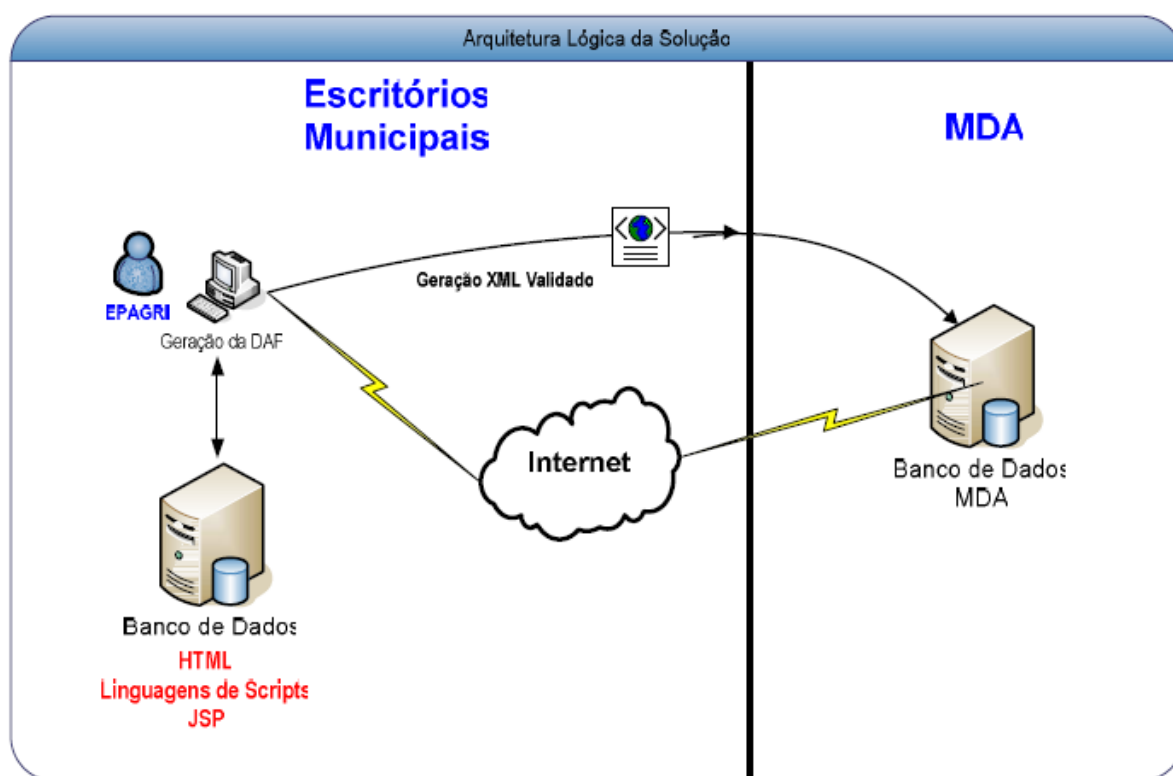 Arquitetura Lógica da Solução
Escritórios
Municipais
MDA
Geração XML Validado
EPAGRI
Geração da DAF
Internet
Banco de Dados
MDA
Banco de Dados
HTML
Linguagens de Scripts
JSP